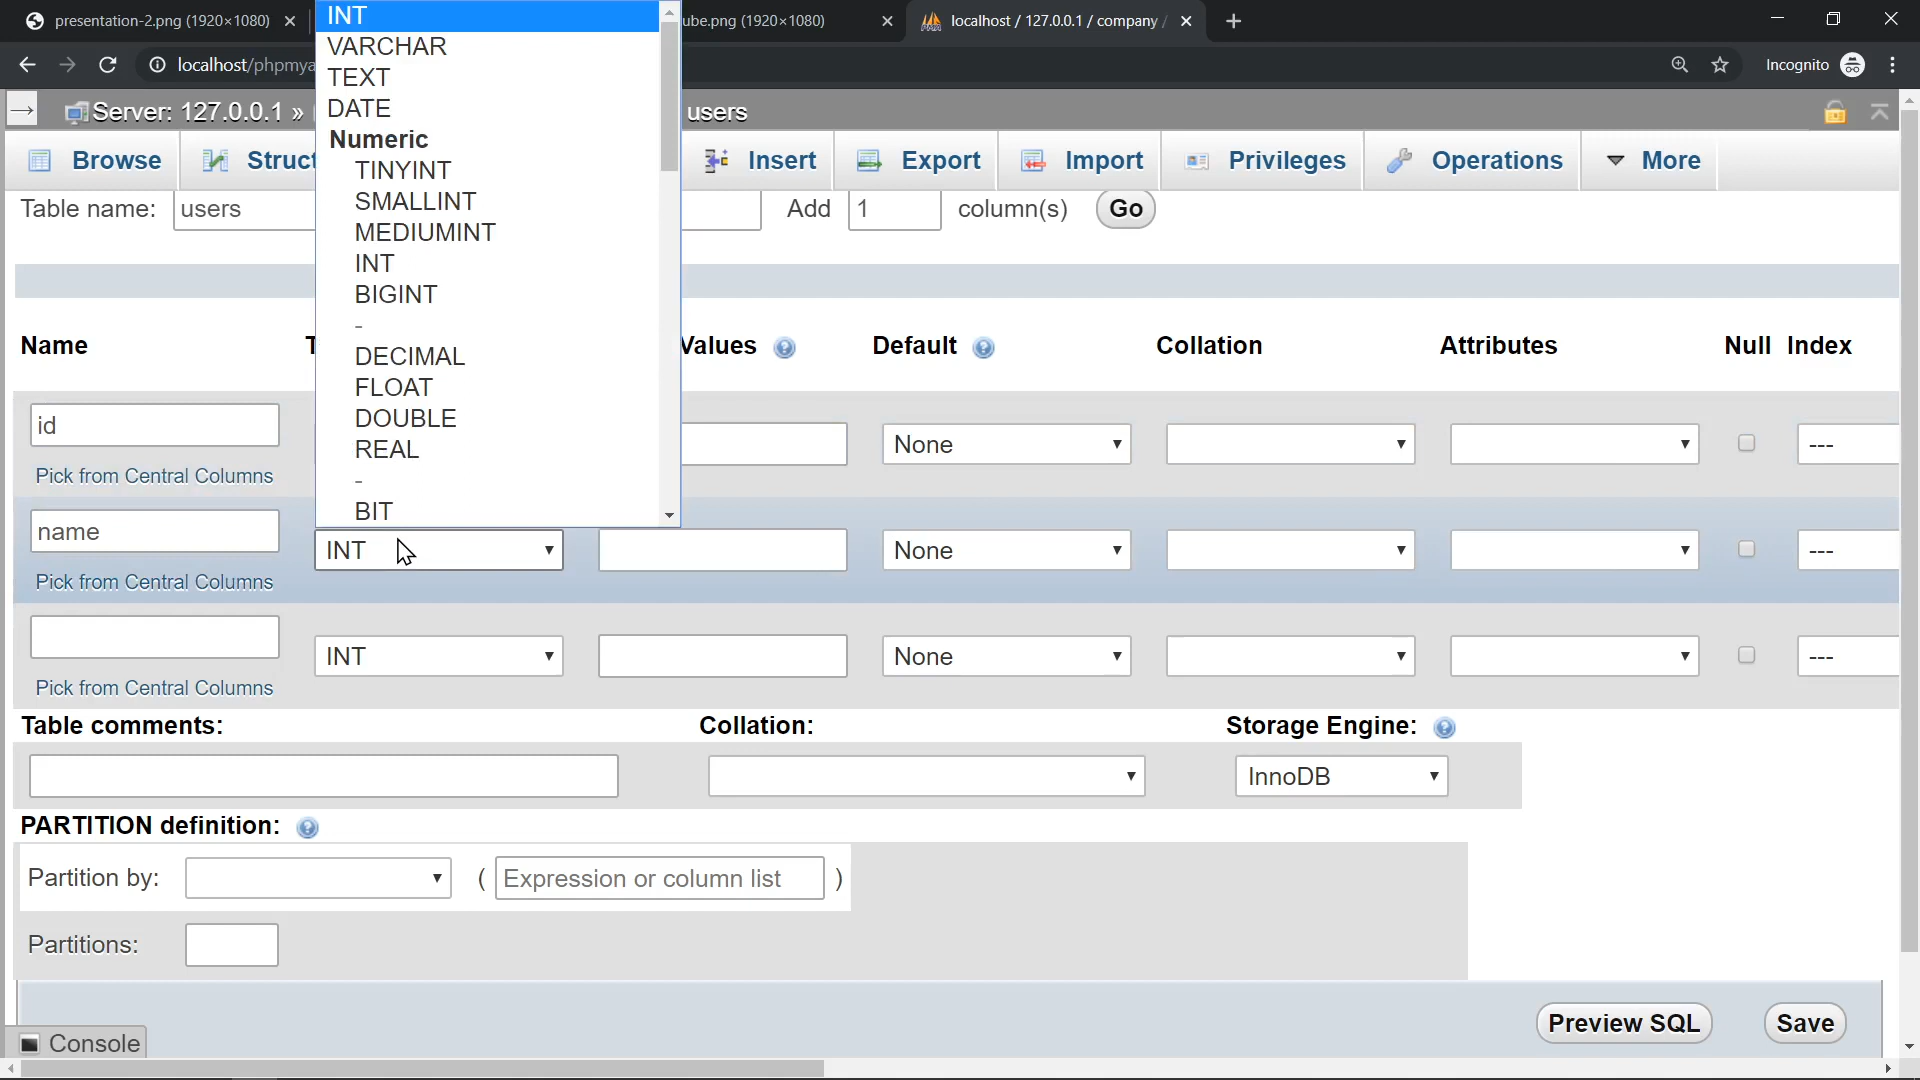 presentation-2.png (1920×1080)
ube.png (1920×1080)
localhost / 127.0.0.1 / company /
localhost/phpmya
Incognito
Server: 127.0.0.1 »
users
Browse
Struct
Insert
Export
Import
Privileges
Operations
More
Table name:
users
Add
1
column(s)
Go
INT
VARCHAR
TEXT
DATE
Numeric
TINYINT
SMALLINT
MEDIUMINT
INT
BIGINT
-
DECIMAL
FLOAT
DOUBLE
REAL
-
BIT
Name
T
Values
Default
Collation
Attributes
Null
Index
id
None
---
Pick from Central Columns
name
INT
None
---
Pick from Central Columns
INT
None
---
Pick from Central Columns
Table comments:
Collation:
Storage Engine:
InnoDB
PARTITION definition:
Partition by:
(
Expression or column list
)
Partitions:
Preview SQL
Save
Console